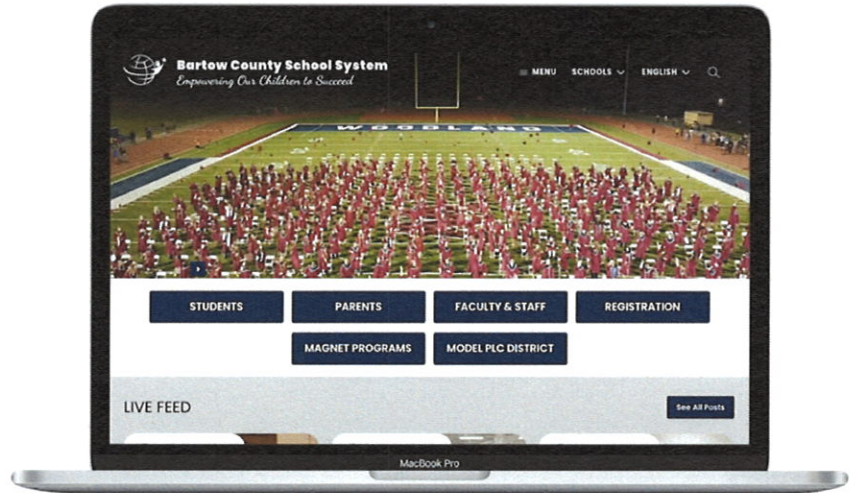 Bartow County School System
Empowering Our Children to Succeed
MENU SCHOOLS ENGLISH
WOODLAND
STUDENTS PARENTS FACULTY & STAFF REGISTRATION
MAGNET PROGRAMS MODEL PLC DISTRICT
LIVE FEED See All Posts
MacBook Pro